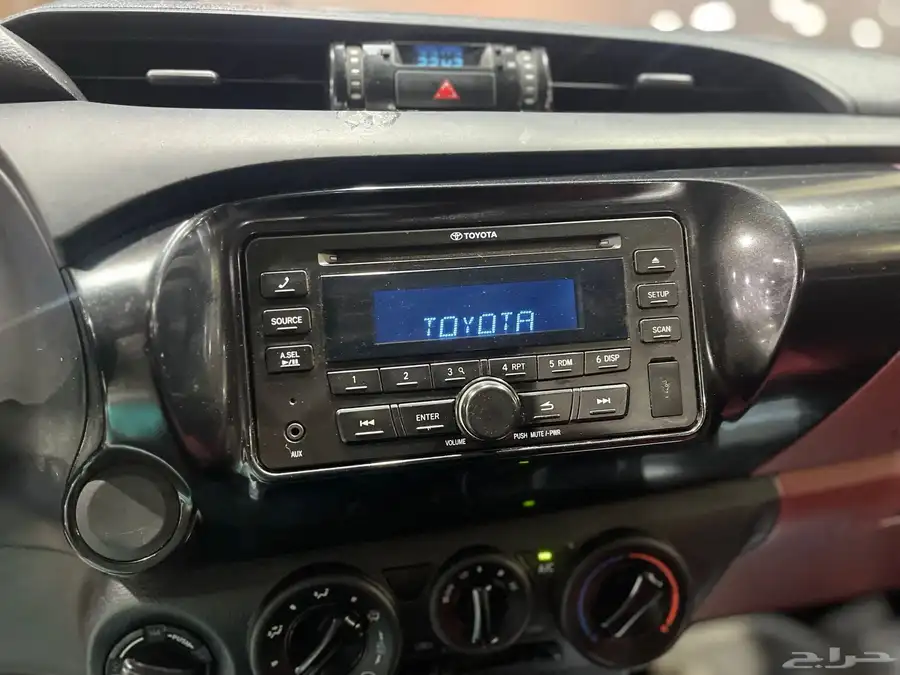 TOYOTA
SOURCE
A.SEL
TOYOTA
SETUP
SCAN
1
2
3
4 RPT
5 RDM
6 DISP
ENTER
VOLUME
PUSH MUTE /-PWR
AUX
A/C
PUSH
حراج